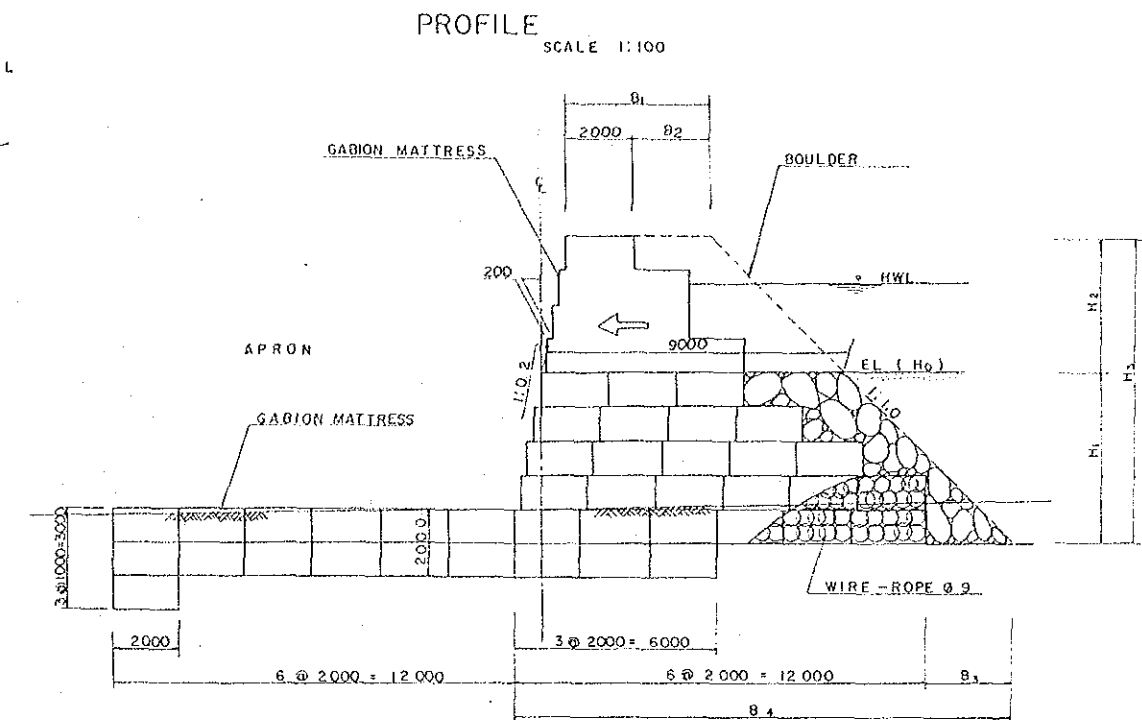 PROFILE
SCALE 1:100
L
B1
2000 B2
GABION MATTRESS
BOULDER
℄
200
HWL
H2
APRON
9000
EL ( H0 )
H3
1:0.2
1:1.0
GABION MATTRESS
H1
3@1000=3000
2000
WIRE-ROPE Ø 9
2000
3 @ 2000 = 6000
6 @ 2000 = 12 000
6 @ 2000 = 12 000
B3
B4